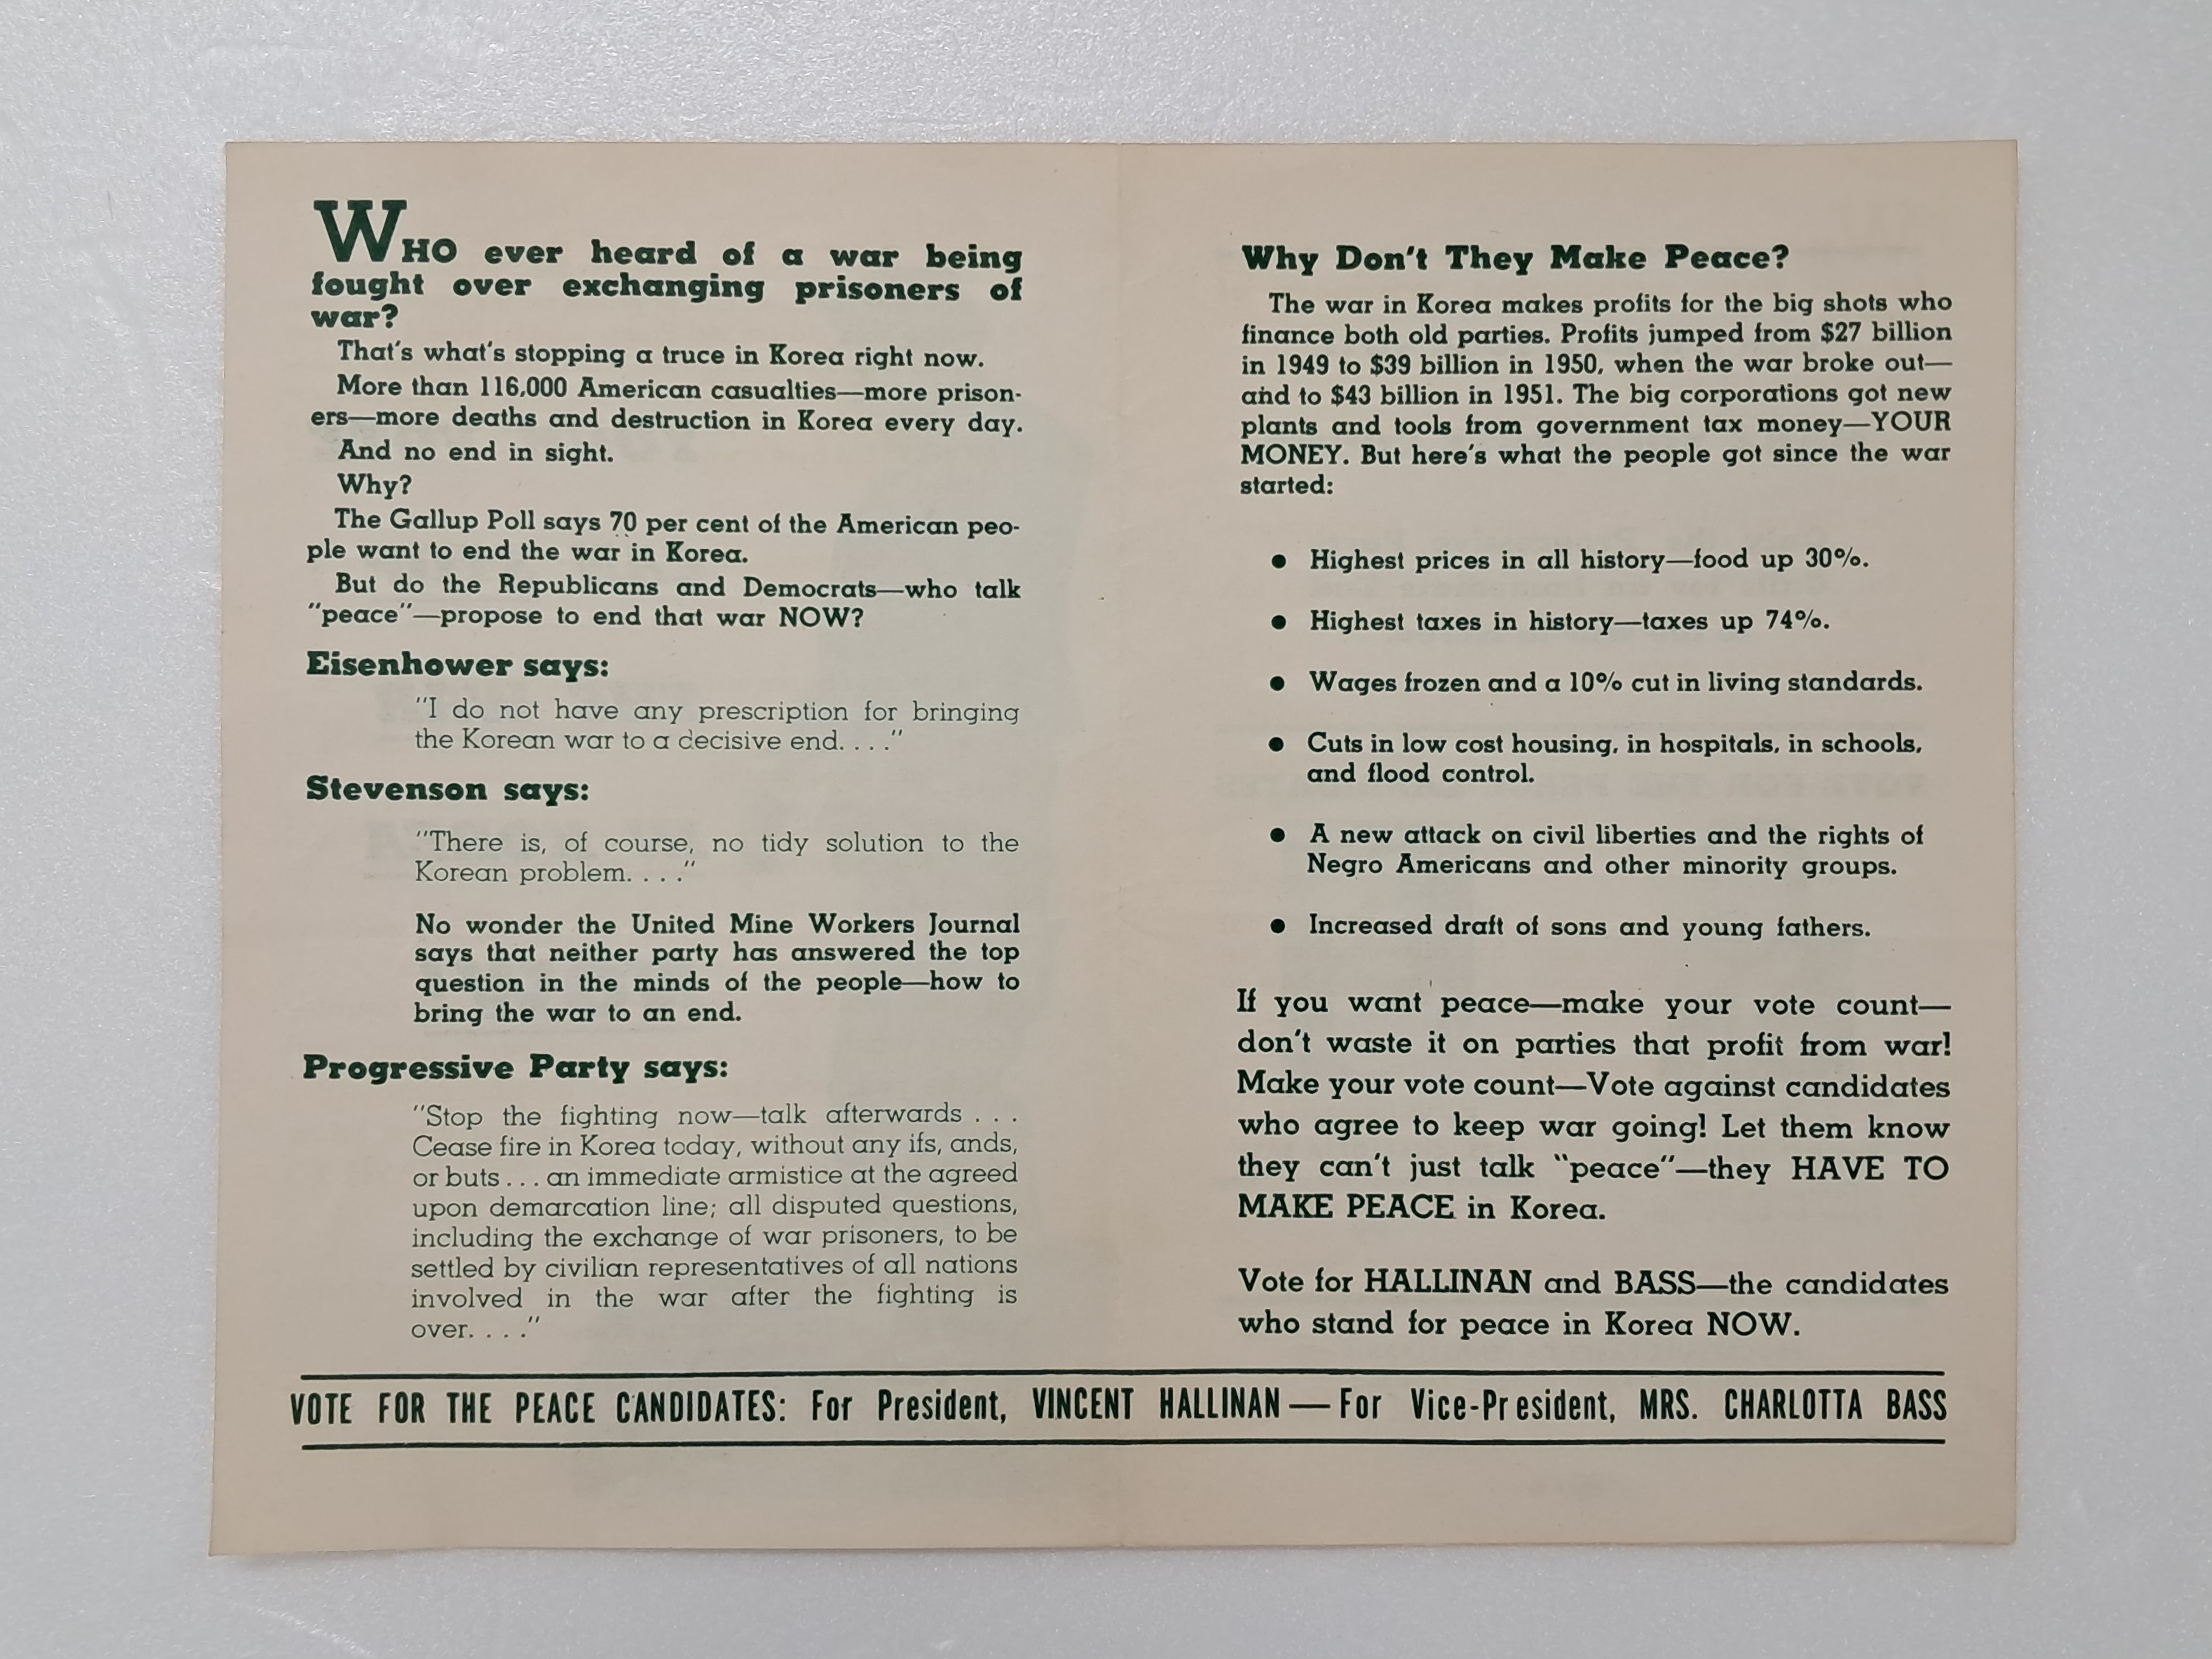 WHO ever heard of a war being
fought over exchanging prisoners of
war?
That's what's stopping a truce in Korea right now.
More than 116,000 American casualties—more prison-
ers—more deaths and destruction in Korea every day.
And no end in sight.
Why?
The Gallup Poll says 70 per cent of the American peo-
ple want to end the war in Korea.
But do the Republicans and Democrats—who talk
"peace"—propose to end that war NOW?
Eisenhower says:
"I do not have any prescription for bringing
the Korean war to a decisive end. . . ."
Stevenson says:
"There is, of course, no tidy solution to the
Korean problem. . . ."
No wonder the United Mine Workers Journal
says that neither party has answered the top
question in the minds of the people—how to
bring the war to an end.
Progressive Party says:
"Stop the fighting now—talk afterwards . . .
Cease fire in Korea today, without any ifs, ands,
or buts . . . an immediate armistice at the agreed
upon demarcation line; all disputed questions,
including the exchange of war prisoners, to be
settled by civilian representatives of all nations
involved in the war after the fighting is
over. . . ."
Why Don't They Make Peace?
The war in Korea makes profits for the big shots who
finance both old parties. Profits jumped from $27 billion
in 1949 to $39 billion in 1950, when the war broke out—
and to $43 billion in 1951. The big corporations got new
plants and tools from government tax money—YOUR
MONEY. But here's what the people got since the war
started:
● Highest prices in all history—food up 30%.
● Highest taxes in history—taxes up 74%.
● Wages frozen and a 10% cut in living standards.
● Cuts in low cost housing, in hospitals, in schools,
and flood control.
● A new attack on civil liberties and the rights of
Negro Americans and other minority groups.
● Increased draft of sons and young fathers.
If you want peace—make your vote count—
don't waste it on parties that profit from war!
Make your vote count—Vote against candidates
who agree to keep war going! Let them know
they can't just talk "peace"—they HAVE TO
MAKE PEACE in Korea.
Vote for HALLINAN and BASS—the candidates
who stand for peace in Korea NOW.
VOTE FOR THE PEACE CANDIDATES: For President, VINCENT HALLINAN — For Vice-President, MRS. CHARLOTTA BASS